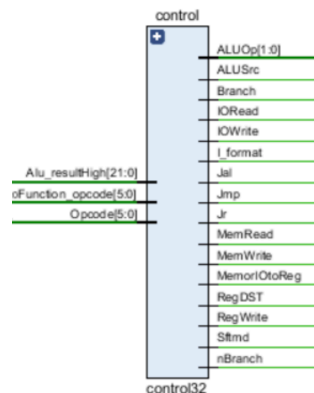 control
ALUOp[1:0]
ALUSrc
Branch
IORead
IOWrite
I_format
Alu_resultHigh[21:0]
Jal
oFunction_opcode[5:0]
Jmp
Opcode[5:0]
Jr
MemRead
MemWrite
MemorIOtoReg
RegDST
RegWrite
Sftmd
nBranch
control32